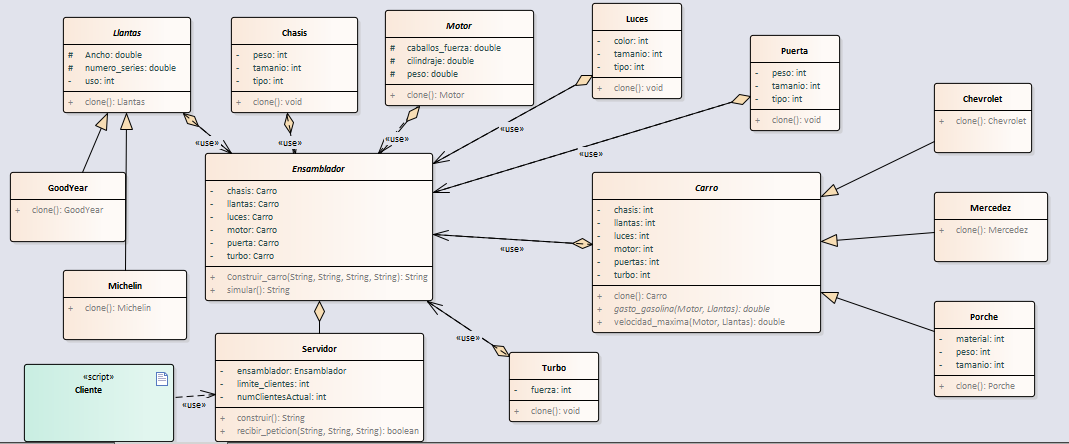 Llantas
# Ancho: double
# numero_series: double
- uso: int
+ clone(): Llantas
Chasis
- peso: int
- tamanio: int
- tipo: int
+ clone(): void
Motor
# caballos_fuerza: double
# cilindraje: double
# peso: double
+ clone(): Motor
Luces
- color: int
- tamanio: int
- tipo: int
+ clone(): void
Puerta
- peso: int
- tamanio: int
- tipo: int
+ clone(): void
Chevrolet
+ clone(): Chevrolet
«use»
«use»
«use»
«use»
«use»
GoodYear
+ clone(): GoodYear
Ensamblador
- chasis: Carro
- llantas: Carro
- luces: Carro
- motor: Carro
- puerta: Carro
- turbo: Carro
+ Construir_carro(String, String, String, String): String
+ simular(): String
Carro
- chasis: int
- llantas: int
- luces: int
- motor: int
- puertas: int
- turbo: int
+ clone(): Carro
+ gasto_gasolina(Motor, Llantas): double
+ velocidad_maxima(Motor, Llantas): double
Mercedez
+ clone(): Mercedez
«use»
Michelin
+ clone(): Michelin
Porche
- material: int
- peso: int
- tamanio: int
+ clone(): Porche
«use»
Servidor
- ensamblador: Ensamblador
- limite_clientes: int
- numClientesActual: int
+ construir(): String
+ recibir_peticion(String, String, String): boolean
Turbo
- fuerza: int
+ clone(): void
«script»
Cliente
«use»